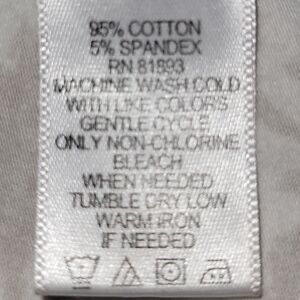 95% COTTON
5% SPANDEX
RN 81893
MACHINE WASH COLD
WITH LIKE COLORS
GENTLE CYCLE
ONLY NON-CHLORINE
BLEACH
WHEN NEEDED
TUMBLE DRY LOW
WARM IRON
IF NEEDED